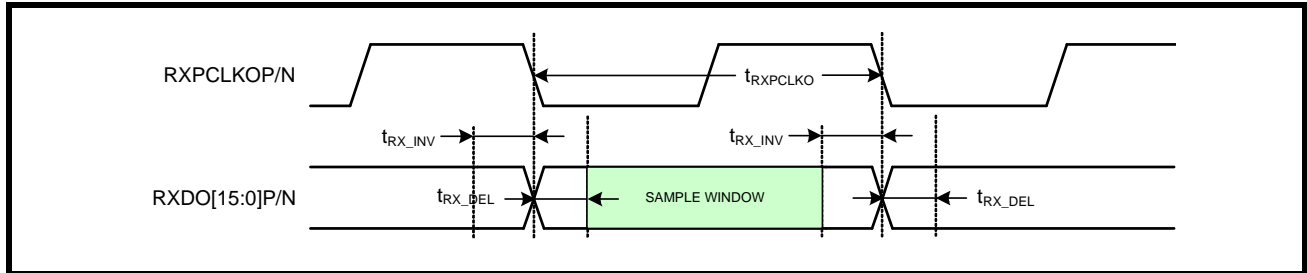 RXPCLKOP/N
tRXPCLKO
tRX_INV
tRX_INV
RXDO[15:0]P/N
tRX_DEL
SAMPLE WINDOW
tRX_DEL